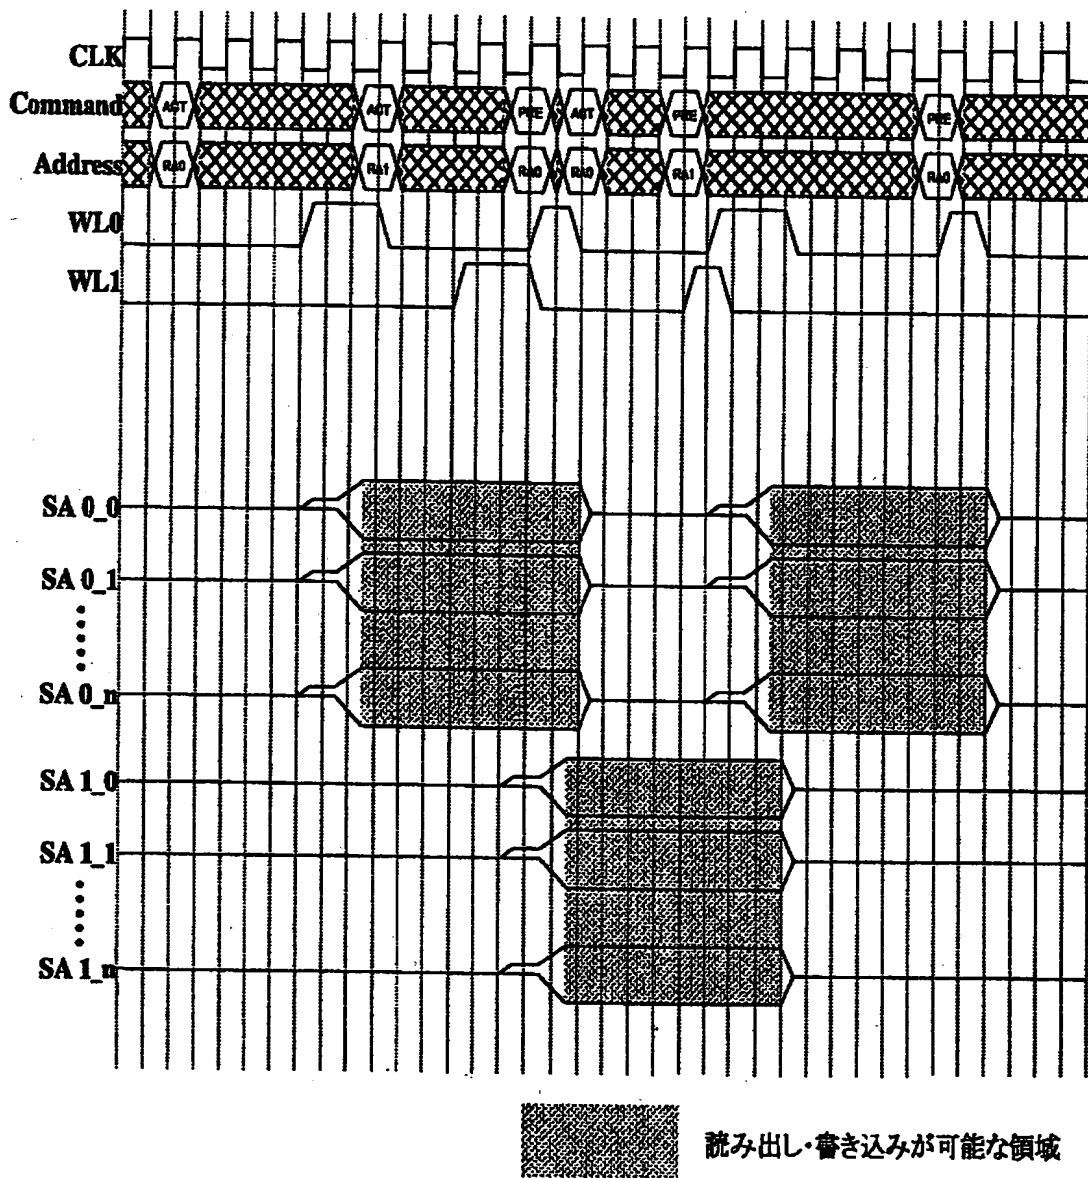 CLK
Command ACT ACT PRE ACT PRE PRE
Address RA0 RA1 RA0 RA0 RA1 RA0
WL0
WL1
SA 0_0
SA 0_1
SA 0_n
SA 1_0
SA 1_1
SA 1_n
読み出し・書き込みが可能な領域